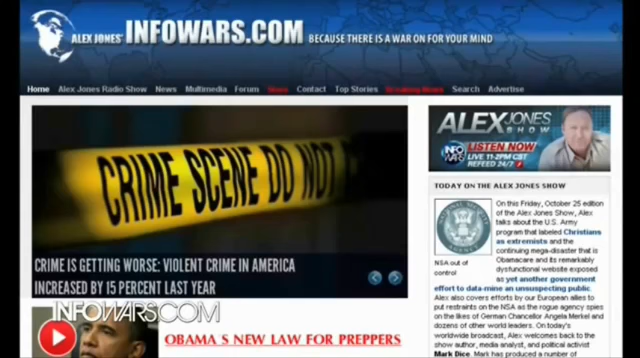 ALEX JONES' INFOWARS.COM BECAUSE THERE IS A WAR ON FOR YOUR MIND
Home Alex Jones Radio Show News Multimedia Forum Contact Top Stories Breaking News Search Advertise
CRIME SCENE DO NOT
CRIME IS GETTING WORSE: VIOLENT CRIME IN AMERICA
INCREASED BY 15 PERCENT LAST YEAR
INFOWARS.COM
OBAMA S NEW LAW FOR PREPPERS
ALEX JONES
SHOW
INFO
WARS
LISTEN NOW
LIVE 11-2PM CST
REFEED 24/7
TODAY ON THE ALEX JONES SHOW
NSA out of
control
On this Friday, October 25 edition
of the Alex Jones Show, Alex
talks about the U.S. Army
program that labeled Christians
as extremists and the
continuing mega-disaster that is
Obamacare and its remarkably
dysfunctional website exposed
as yet another government
effort to data-mine an unsuspecting public.
Alex also covers efforts by our European allies to
put restraints on the NSA as the rogue agency spies
on the likes of German Chancellor Angela Merkel and
dozens of other world leaders. On today's
worldwide broadcast, Alex welcomes back to the
show author, media analyst, and political activist
Mark Dice. Mark has produced a number of